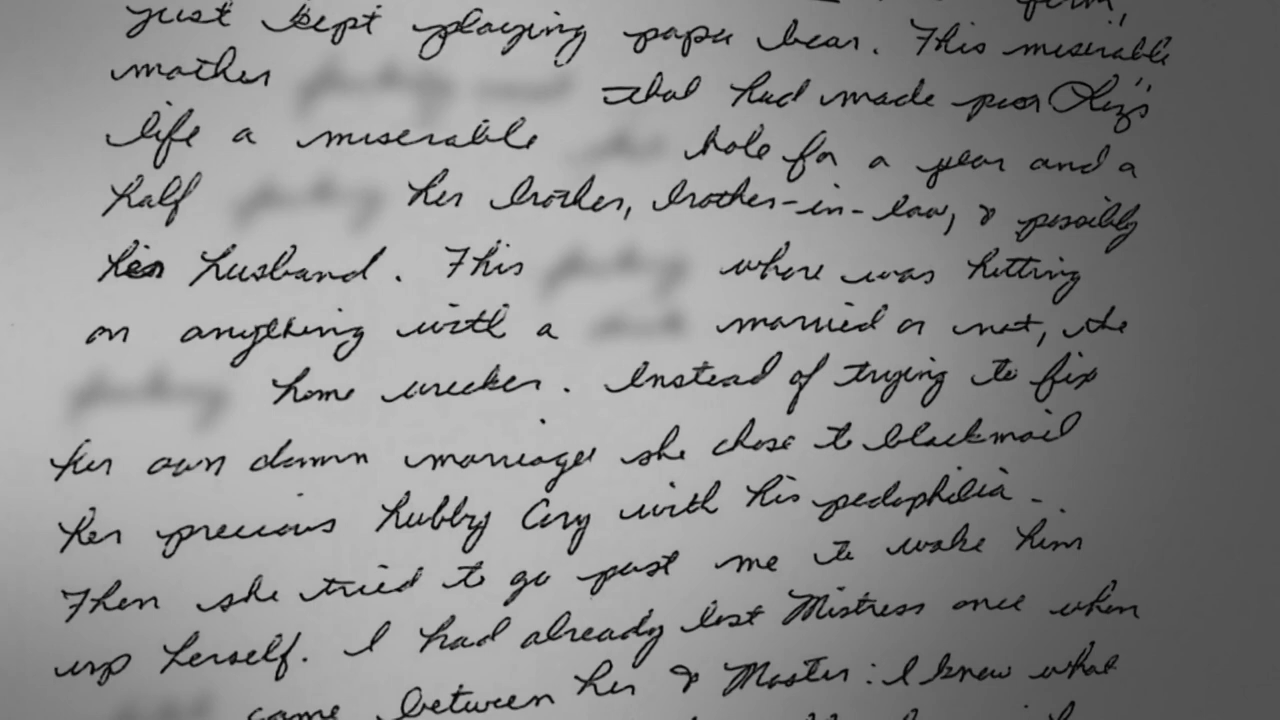 just kept playing papa bear. This miserable
mother that had made poor Liz's
life a miserable hole for a year and a
half her brother, brother-in-law, & possibly
her husband. This whore was hitting
on anything with a married or not, the
home wrecker. Instead of trying to fix
her own damn marriage she chose to blackmail
her precious hubby Cory with his pedophilia.
Then she tried to go past me to wake him
up herself. I had already lost Mistress once when
came between her & Master: I knew what